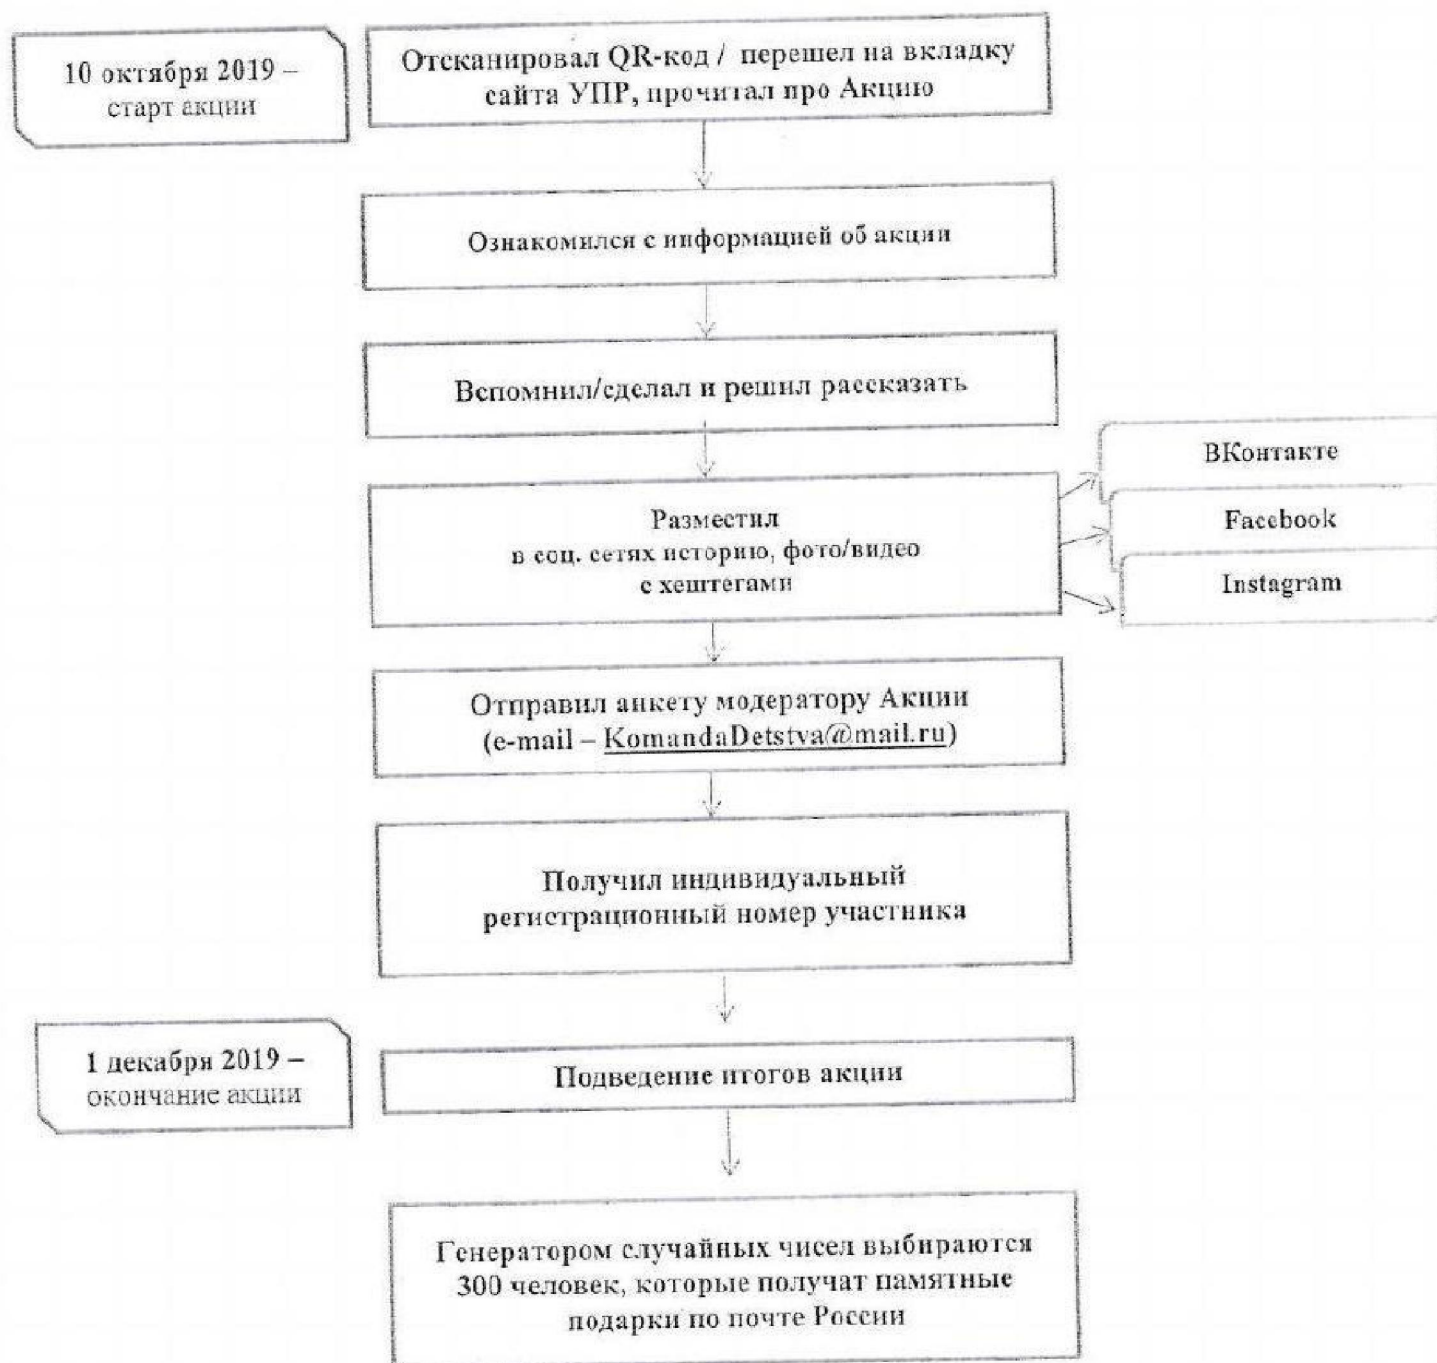 10 октября 2019 –
старт акции
Отсканировал QR-код / перешел на вкладку
сайта УПР, прочитал про Акцию
Ознакомился с информацией об акции
Вспомнил/сделал и решил рассказать
Разместил
в соц. сетях историю, фото/видео
с хештегами
ВКонтакте
Facebook
Instagram
Отправил анкету модератору Акции
(e-mail – KomandaDetstva@mail.ru)
Получил индивидуальный
регистрационный номер участника
1 декабря 2019 –
окончание акции
Подведение итогов акции
Генератором случайных чисел выбираются
300 человек, которые получат памятные
подарки по почте России